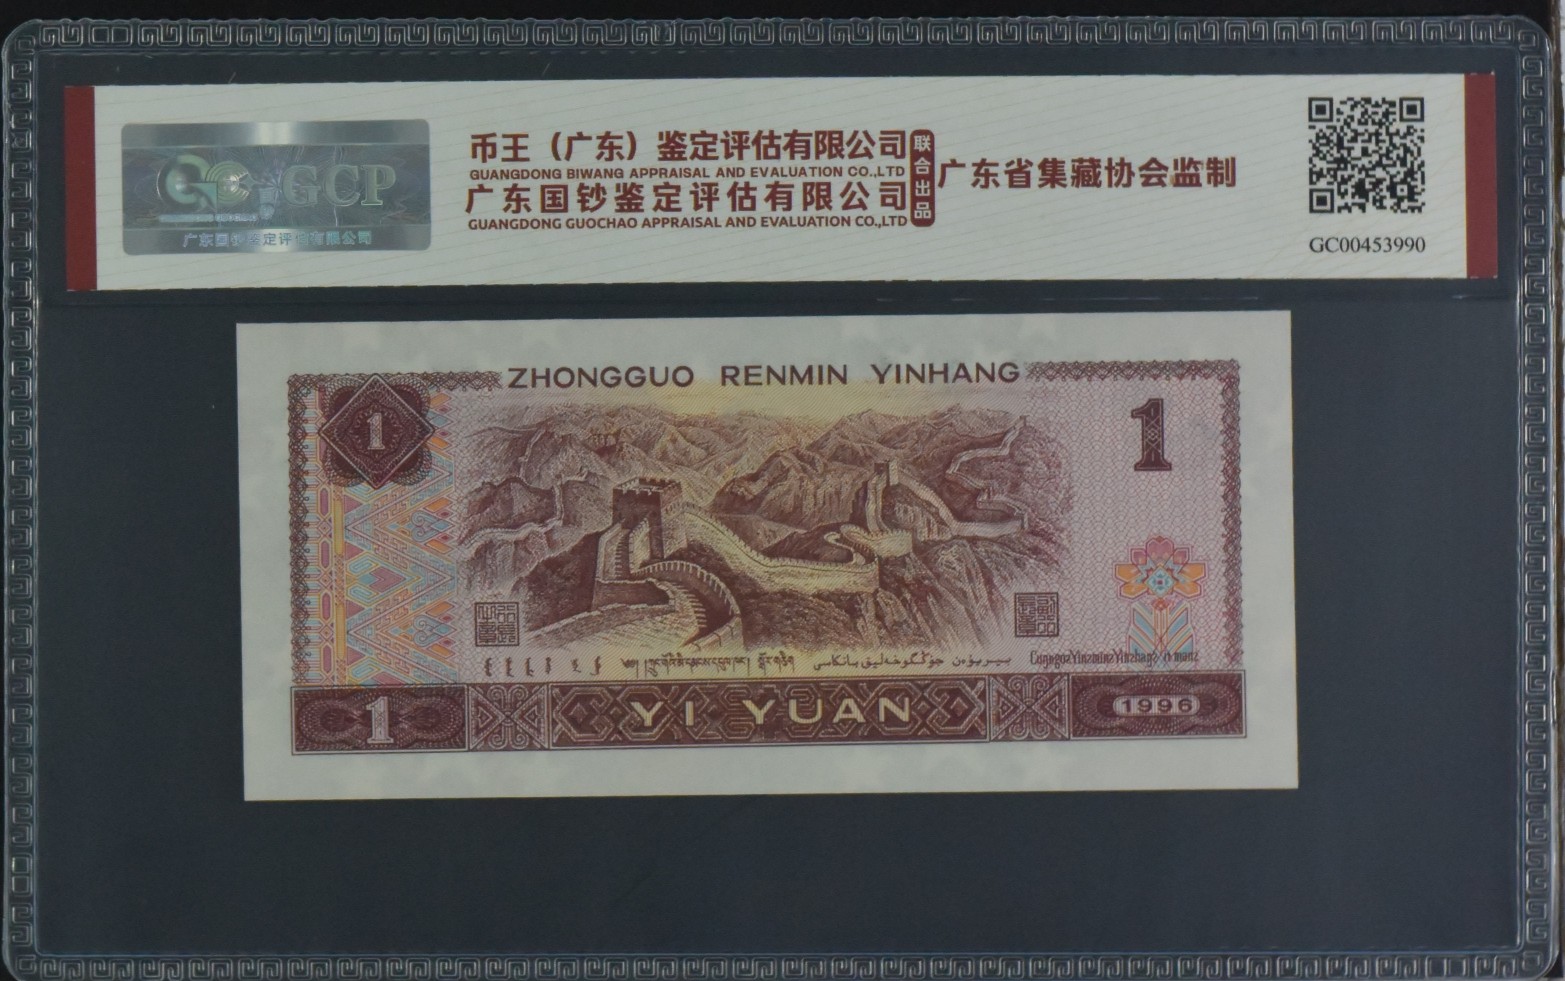 GCP
广东国钞鉴定评估有限公司
币王（广东）鉴定评估有限公司
GUANGDONG BIWANG APPRAISAL AND EVALUATION CO.,LTD
广东国钞鉴定评估有限公司
GUANGDONG GUOCHAO APPRAISAL AND EVALUATION CO.,LTD
联合出品
广东省集藏协会监制
GC00453990
ZHONGGUO RENMIN YINHANG
1
1
1
YI YUAN
1996